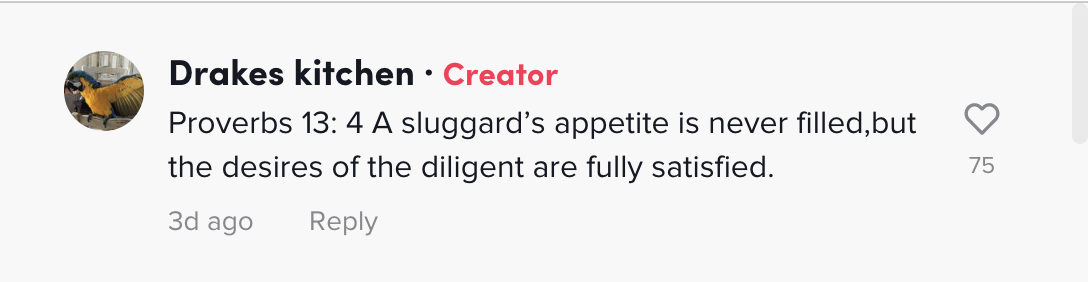 Drakes kitchen · Creator
Proverbs 13: 4 A sluggard’s appetite is never filled,but
the desires of the diligent are fully satisfied.
75
3d ago Reply